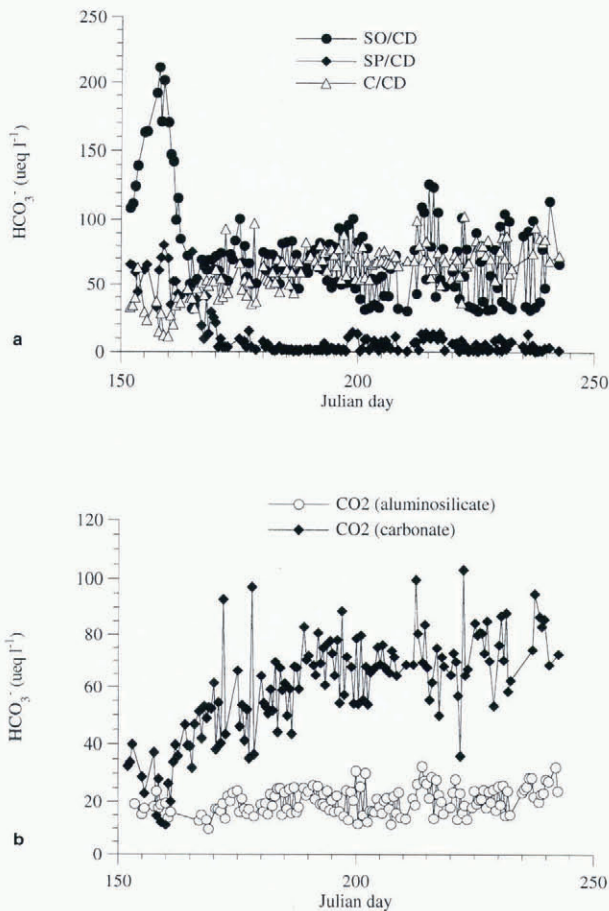 SO/CD
SP/CD
C/CD
250
200
150
100
50
0
HCO₃⁻ (ueq l⁻¹)
a
150
200
250
Julian day
CO2 (aluminosilicate)
CO2 (carbonate)
120
100
80
60
40
20
0
HCO₃⁻ (ueq l⁻¹)
b
150
200
250
Julian day